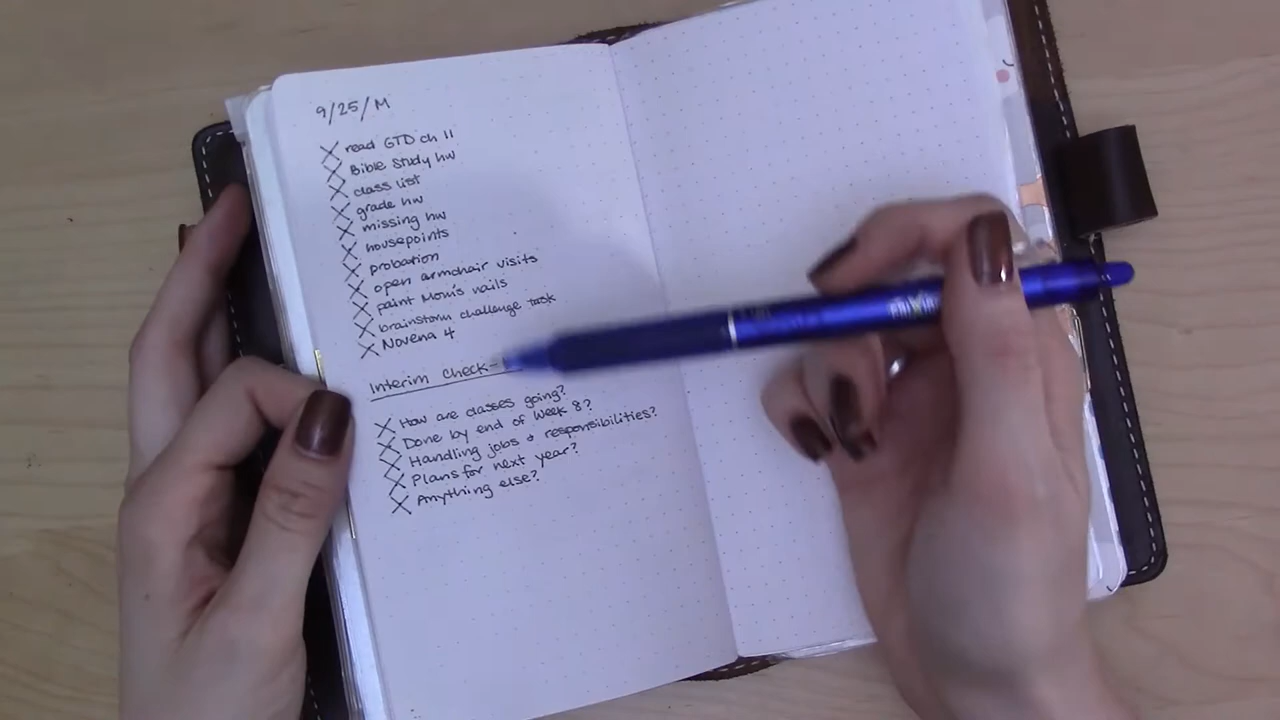 9/25/M
X read GTD ch 11
X Bible Study hw
X class list
X grade hw
X missing hw
X housepoints
X probation
X open armchair visits
X paint Mom's nails
X brainstorm challenge task
X Novena 4
Interim Check-
X How are classes going?
X Done by end of Week 8?
X Handling jobs & responsibilities?
X Plans for next year?
X Anything else?